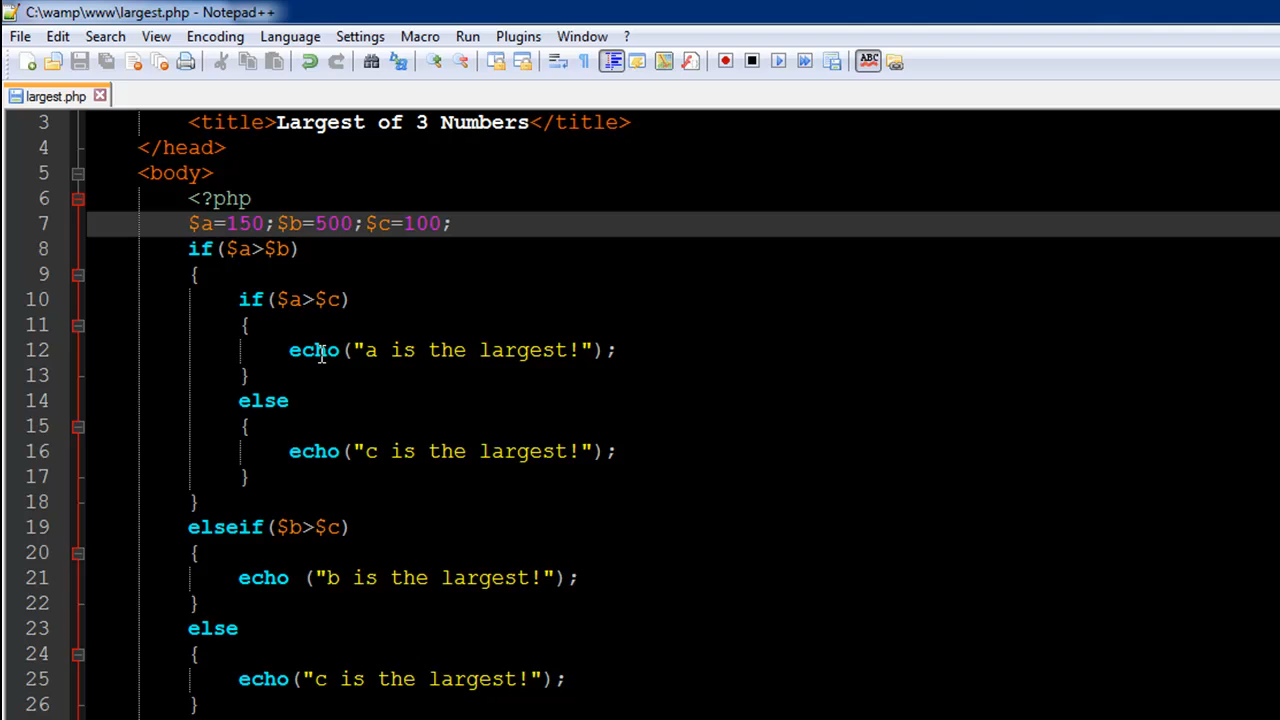 C:\wamp\www\largest.php - Notepad++
File Edit Search View Encoding Language Settings Macro Run Plugins Window ?
ABC
largest.php
3 <title>Largest of 3 Numbers</title>
4 </head>
5 <body>
6 <?php
7 $a=150;$b=500;$c=100;
8 if($a>$b)
9 {
10 if($a>$c)
11 {
12 echo("a is the largest!");
13 }
14 else
15 {
16 echo("c is the largest!");
17 }
18 }
19 elseif($b>$c)
20 {
21 echo ("b is the largest!");
22 }
23 else
24 {
25 echo("c is the largest!");
26 }